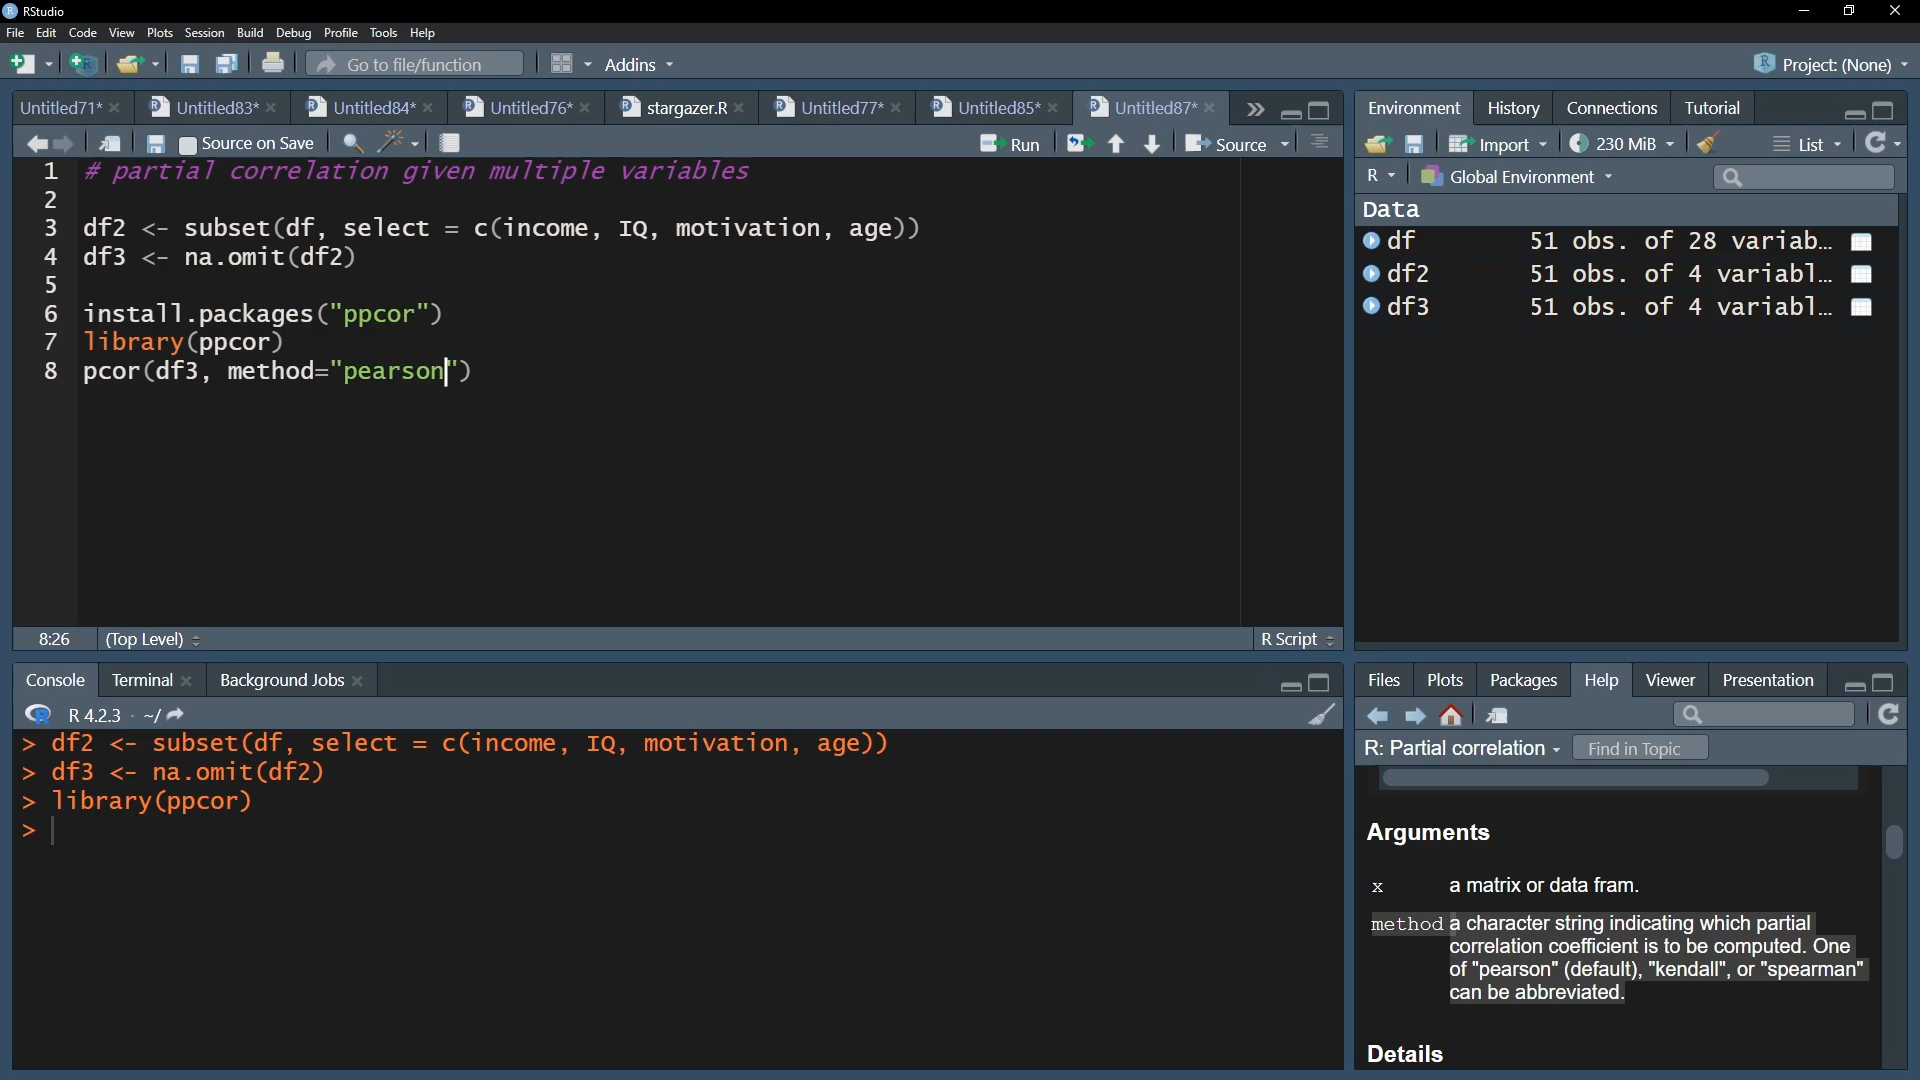 RStudio
File Edit Code View Plots Session Build Debug Profile Tools Help
Go to file/function Addins Project: (None)
Untitled71* Untitled83* Untitled84* Untitled76* stargazer.R Untitled77* Untitled85* Untitled87*
Source on Save Run Source
1 # partial correlation given multiple variables
2
3 df2 <- subset(df, select = c(income, IQ, motivation, age))
4 df3 <- na.omit(df2)
5
6 install.packages("ppcor")
7 library(ppcor)
8 pcor(df3, method="pearson")
8:26 (Top Level) R Script
Console Terminal Background Jobs
R 4.2.3 · ~/
> df2 <- subset(df, select = c(income, IQ, motivation, age))
> df3 <- na.omit(df2)
> library(ppcor)
>
Environment History Connections Tutorial
Import 230 MiB List
R Global Environment
Data
df 51 obs. of 28 variab…
df2 51 obs. of 4 variabl…
df3 51 obs. of 4 variabl…
Files Plots Packages Help Viewer Presentation
R: Partial correlation Find in Topic
Arguments
x a matrix or data fram.
method a character string indicating which partial
correlation coefficient is to be computed. One
of "pearson" (default), "kendall", or "spearman"
can be abbreviated.
Details